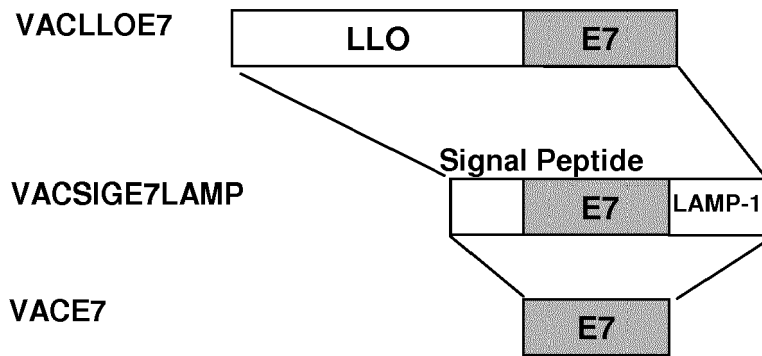 VACLLOE7
LLO E7
Signal Peptide
VACSIGE7LAMP
E7 LAMP-1
VACE7
E7